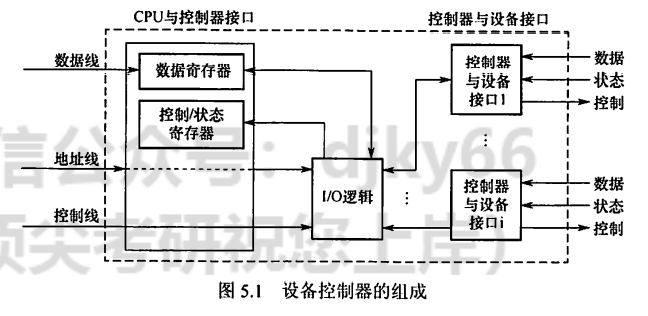 CPU与控制器接口
控制器与设备接口
数据线
数据寄存器
控制/状态
寄存器
地址线
控制线
I/O逻辑
控制器
与设备
接口1
数据
状态
控制
⋮
…
控制器
与设备
接口i
数据
状态
控制
信公众号：djky66
顶尖考研祝您上岸）
图 5.1 设备控制器的组成